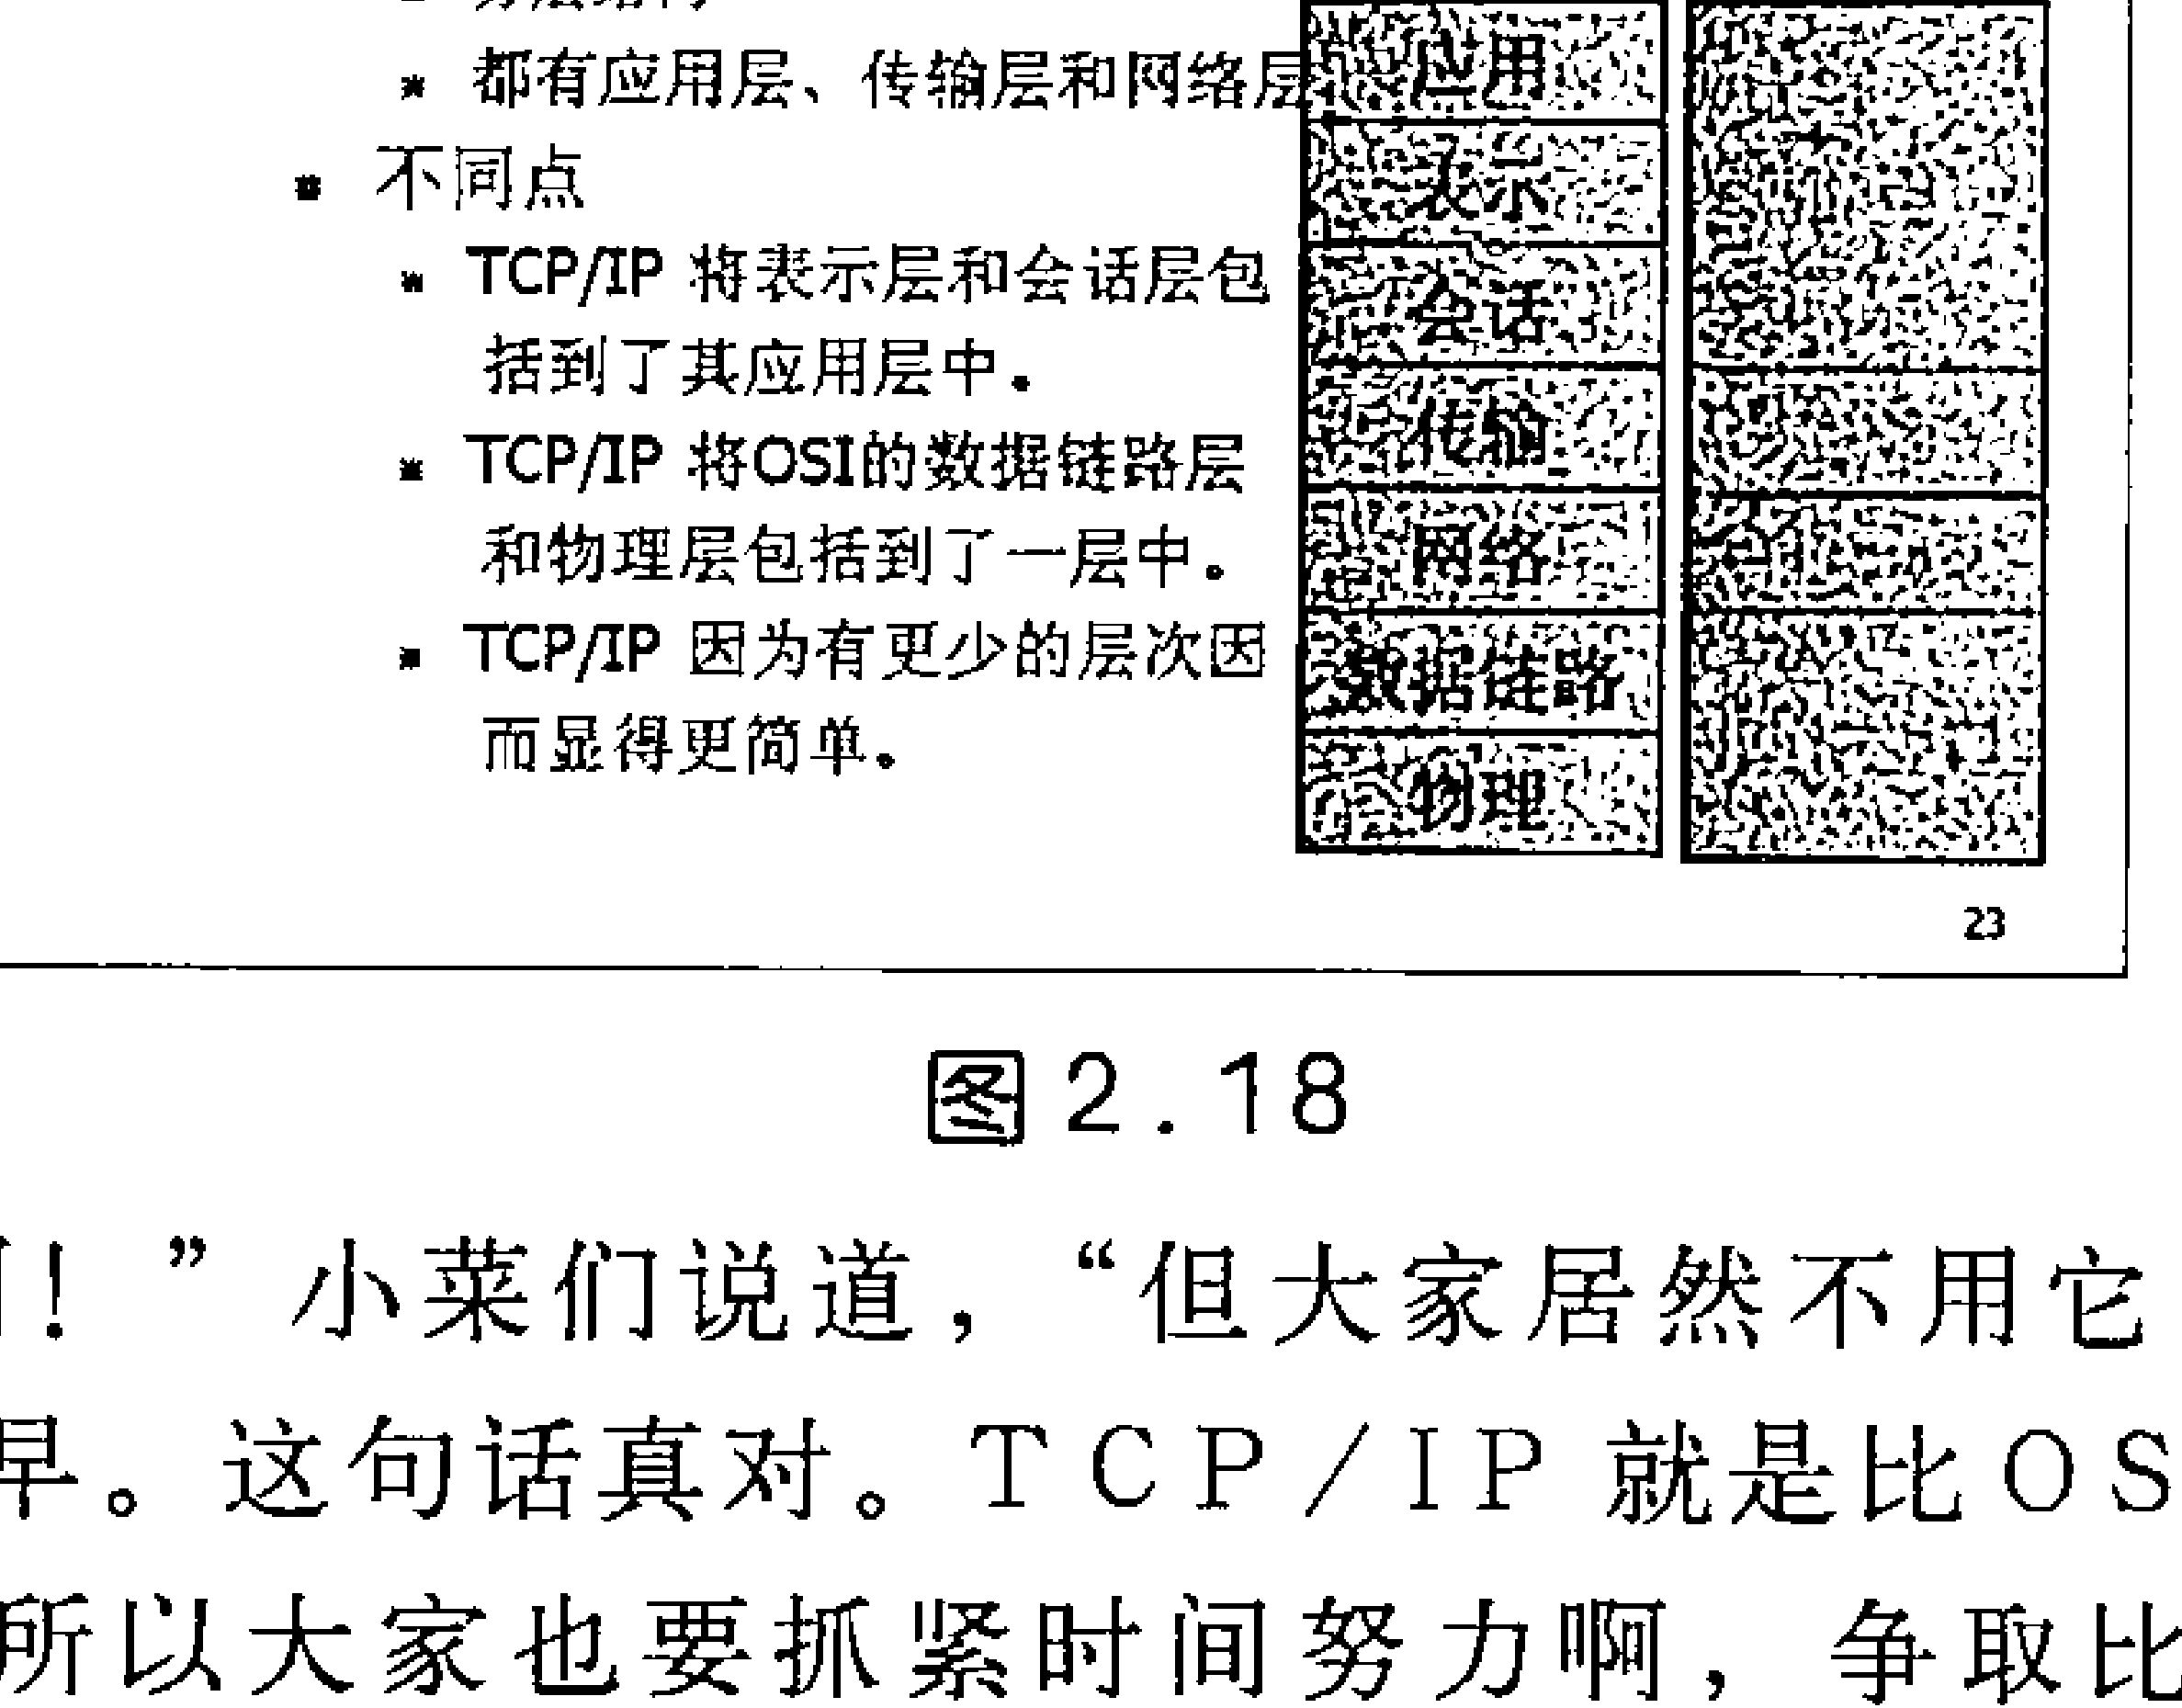 分层结构
都有应用层、传输层和网络层
不同点
TCP/IP 将表示层和会话层包
括到了其应用层中。
TCP/IP 将OSI的数据链路层
和物理层包括到了一层中。
TCP/IP 因为有更少的层次因
而显得更简单。
应用
表示
会话
传输
网络
数据链路
物理
23
图2.18
！”小菜们说道，“但大家居然不用它
早。这句话真对。TCP/IP就是比OS
所以大家也要抓紧时间努力啊，争取比